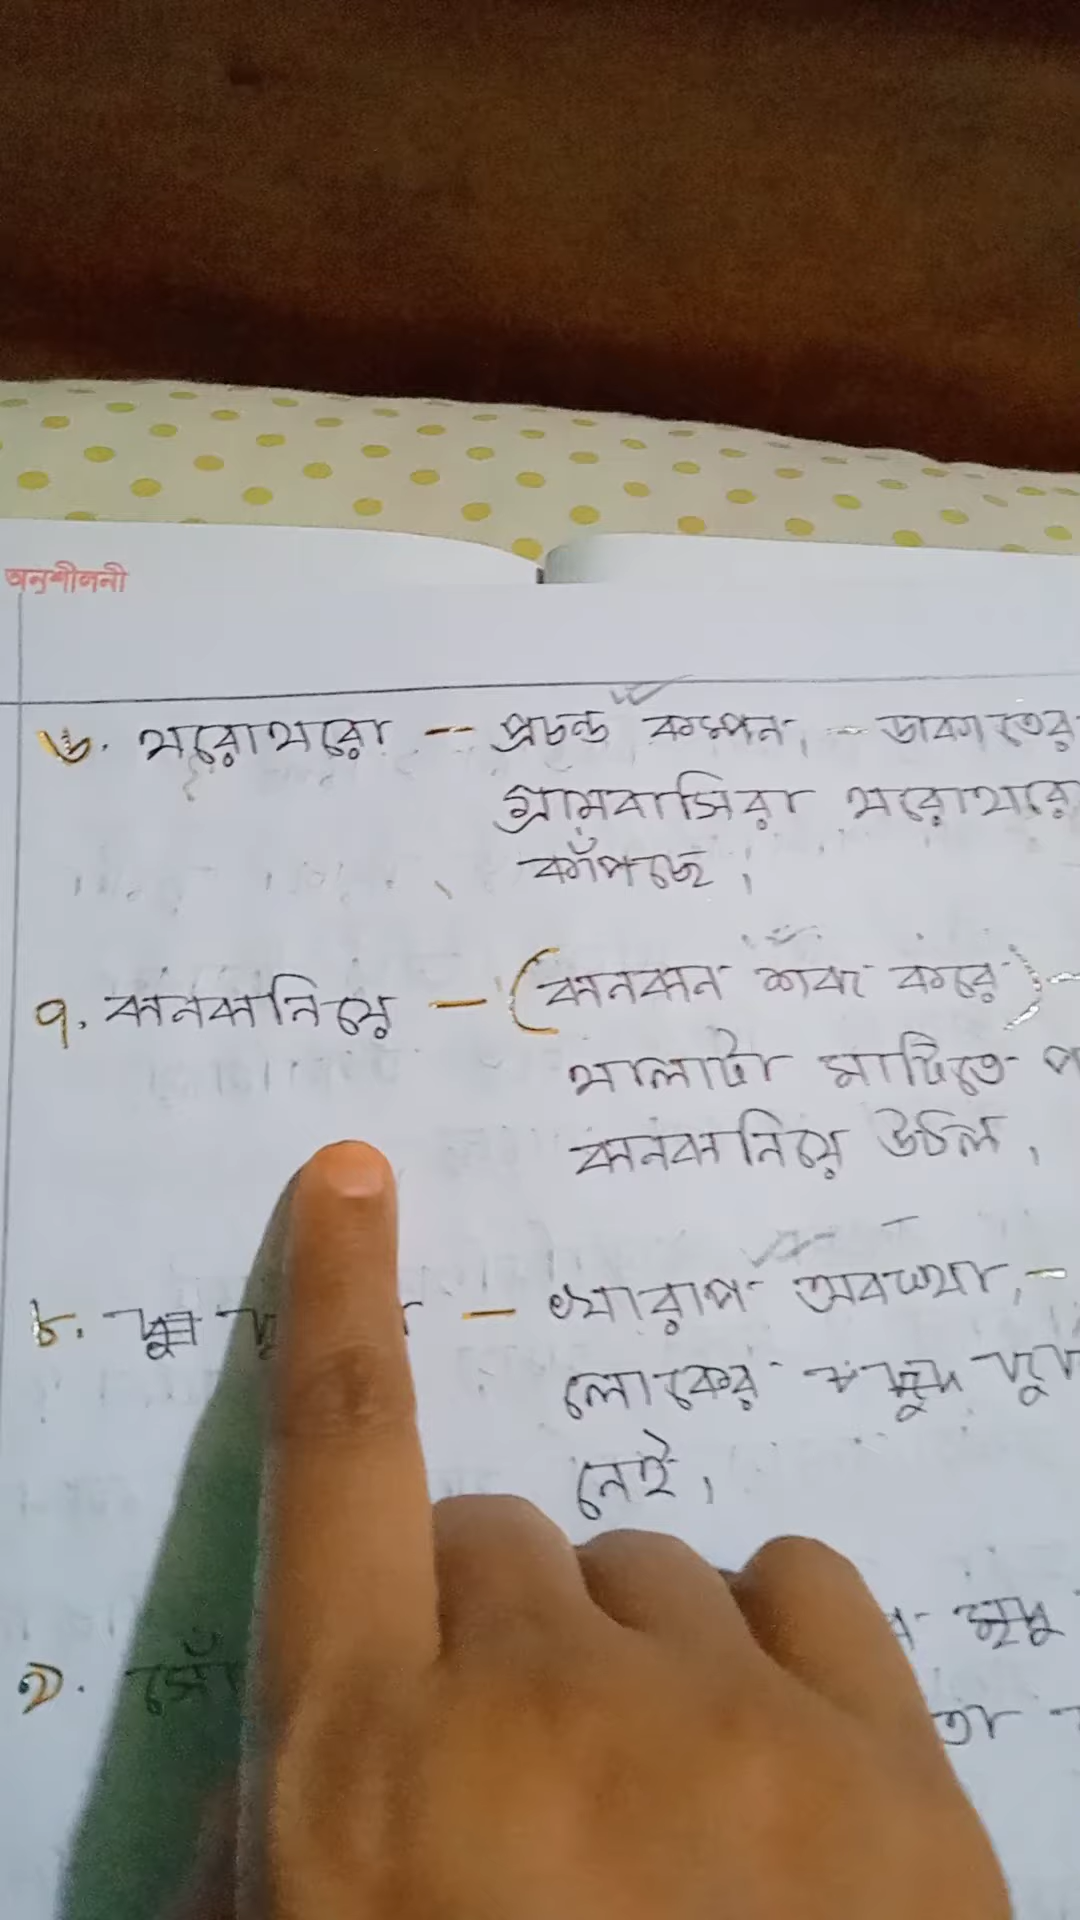 অনুশীলনী
৬. থরোথরো – প্রচন্ড কম্পন, – ডাকাতের
গ্রামবাসিরা থরোথরো
কাঁপছে।
৭. ঝনঝনিয়ে – (ঝনঝন শব্দ করে) –
থালাটা মাটিতে প
ঝনঝনিয়ে উঠল।
৮. – খারাপ অবস্থা, –
লোকের
নেই।
৯.
তা